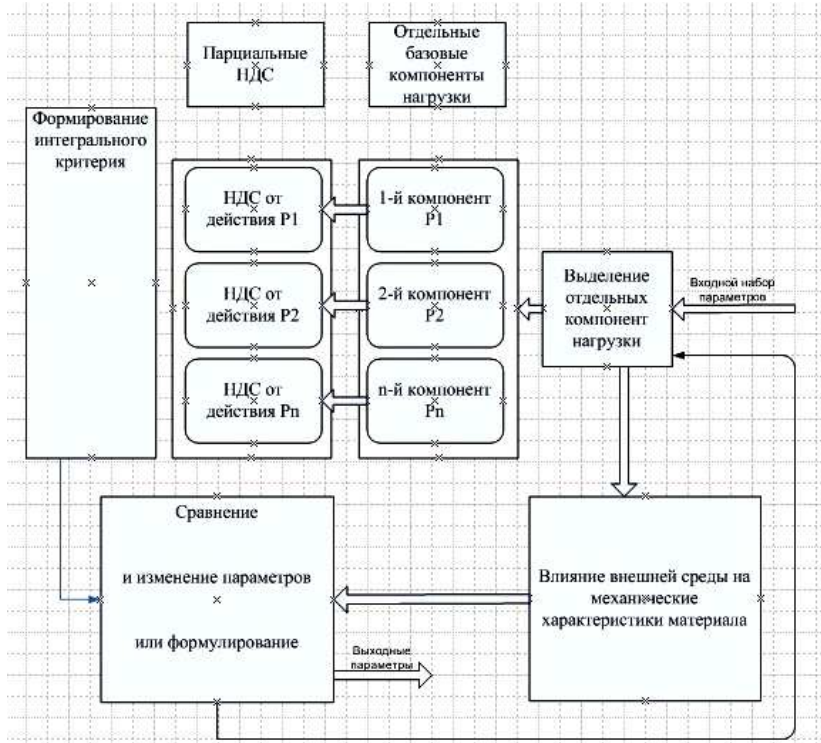 Парциальные
НДС
Отдельные
базовые
компоненты
нагрузки
Формирование
интегрального
критерия
НДС от
действия P1
1-й компонент
P1
НДС от
действия P2
2-й компонент
P2
НДС от
действия Pn
n-й компонент
Pn
Выделение
отдельных
компонент
нагрузки
Входной набор
параметров
Сравнение
и изменение параметров
или формулирование
Выходные
параметры
Влияние внешней среды на
механические
характеристики материала